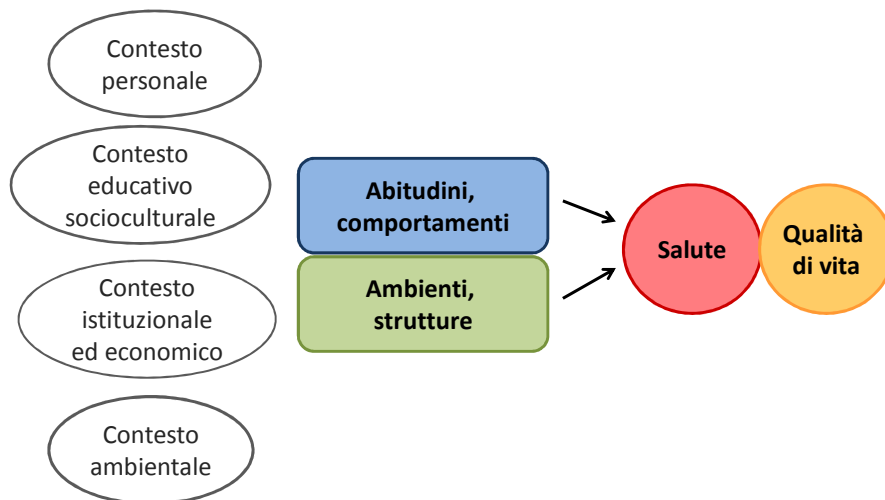 Contesto
personale
Contesto
educativo
socioculturale
Contesto
istituzionale
ed economico
Contesto
ambientale
Abitudini,
comportamenti
Ambienti,
strutture
Salute
Qualità
di vita